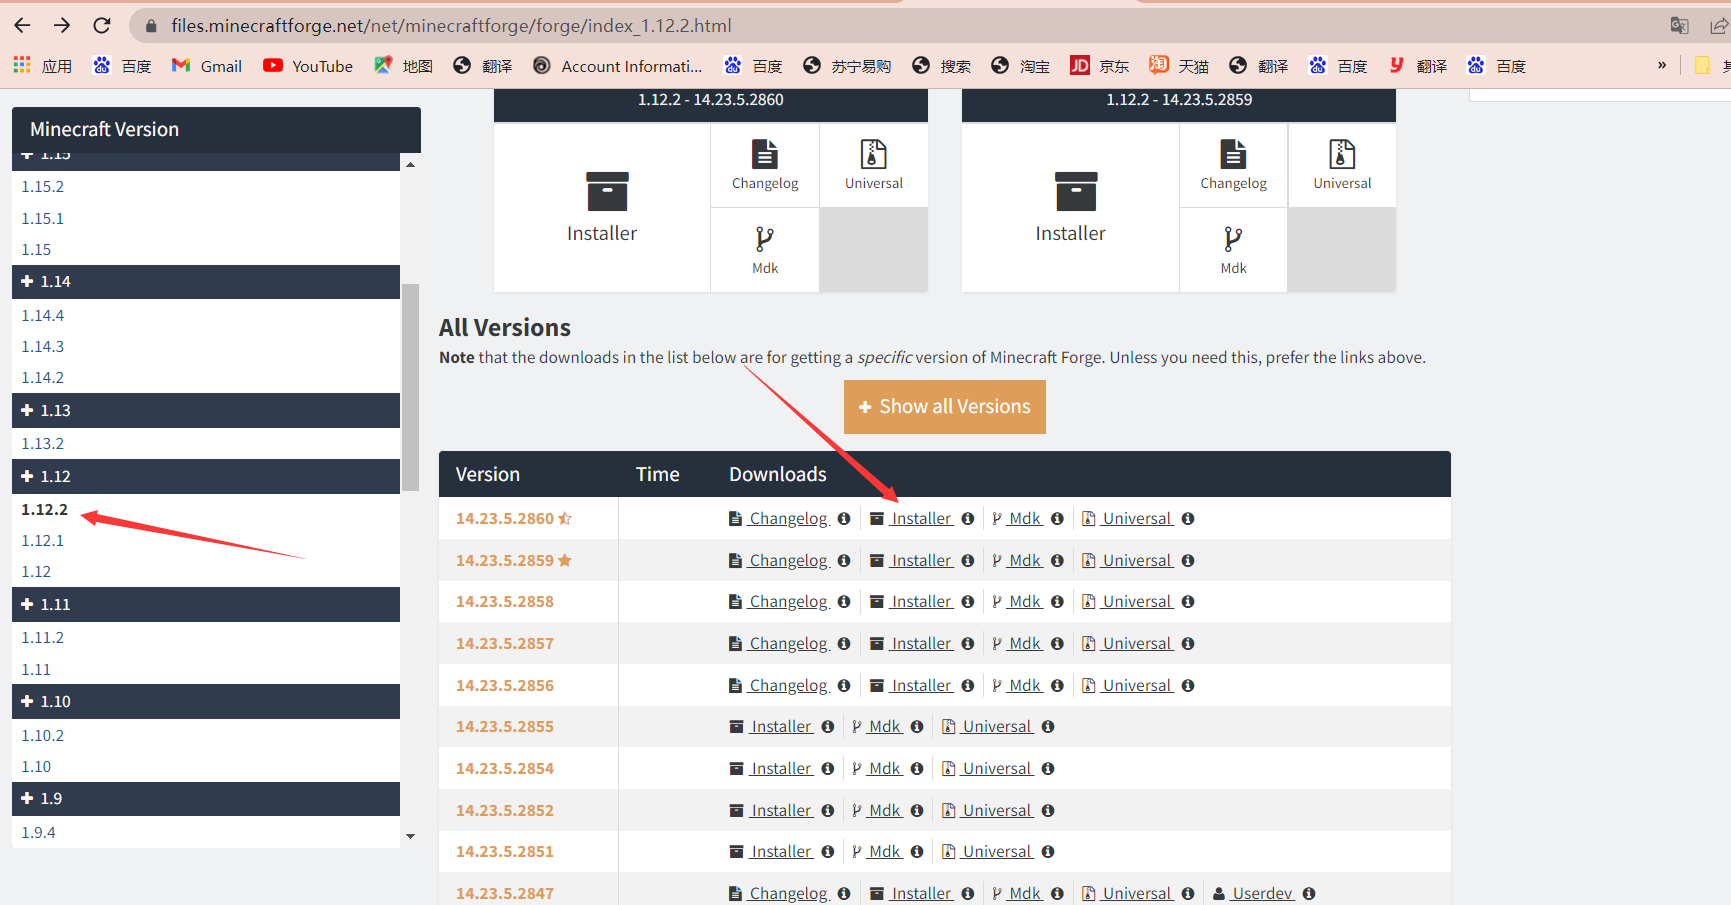 files.minecraftforge.net/net/minecraftforge/forge/index_1.12.2.html
应用 百度 Gmail YouTube 地图 翻译 Account Informati... 百度 苏宁易购 搜索 淘宝 JD 京东 淘 天猫 翻译 百度 翻译 百度 »
Minecraft Version
1.15
1.15.2
1.15.1
1.15
1.14
1.14.4
1.14.3
1.14.2
1.13
1.13.2
1.12
1.12.2
1.12.1
1.12
1.11
1.11.2
1.11
1.10
1.10.2
1.10
1.9
1.9.4
1.12.2 - 14.23.5.2860
Installer
Changelog
Universal
Mdk
1.12.2 - 14.23.5.2859
Installer
Changelog
Universal
Mdk
All Versions
Note that the downloads in the list below are for getting a specific version of Minecraft Forge. Unless you need this, prefer the links above.
Show all Versions
Version Time Downloads
14.23.5.2860 Changelog Installer Mdk Universal
14.23.5.2859 Changelog Installer Mdk Universal
14.23.5.2858 Changelog Installer Mdk Universal
14.23.5.2857 Changelog Installer Mdk Universal
14.23.5.2856 Changelog Installer Mdk Universal
14.23.5.2855 Installer Mdk Universal
14.23.5.2854 Installer Mdk Universal
14.23.5.2852 Installer Mdk Universal
14.23.5.2851 Installer Mdk Universal
14.23.5.2847 Changelog Installer Mdk Universal Userdev